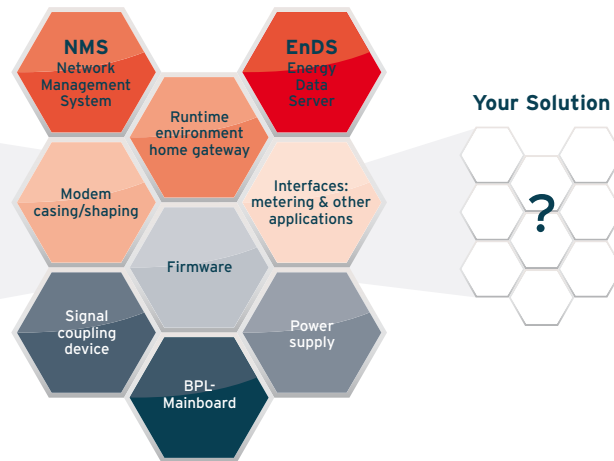 NMS
Network
Management
System
EnDS
Energy
Data
Server
Runtime
environment
home gateway
Your Solution
Modem
casing/shaping
Interfaces:
metering & other
applications
?
Firmware
Signal
coupling
device
Power
supply
BPL-
Mainboard